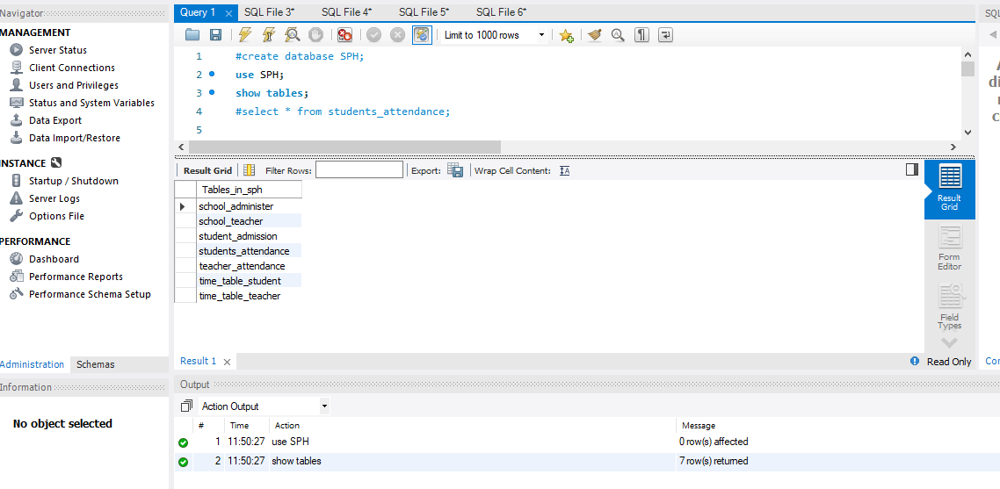 Navigator
MANAGEMENT
Server Status
Client Connections
Users and Privileges
Status and System Variables
Data Export
Data Import/Restore
INSTANCE
Startup / Shutdown
Server Logs
Options File
PERFORMANCE
Dashboard
Performance Reports
Performance Schema Setup
Administration Schemas
Information
No object selected
Query 1 SQL File 3* SQL File 4* SQL File 5* SQL File 6*
Limit to 1000 rows
1 #create database SPH;
2 use SPH;
3 show tables;
4 #select * from students_attendance;
5
Result Grid Filter Rows: Export: Wrap Cell Content:
Tables_in_sph
school_administer
school_teacher
student_admission
students_attendance
teacher_attendance
time_table_student
time_table_teacher
Result
Grid
Form
Editor
Field
Types
Result 1 Read Only
Output
Action Output
# Time Action Message
1 11:50:27 use SPH 0 row(s) affected
2 11:50:27 show tables 7 row(s) returned